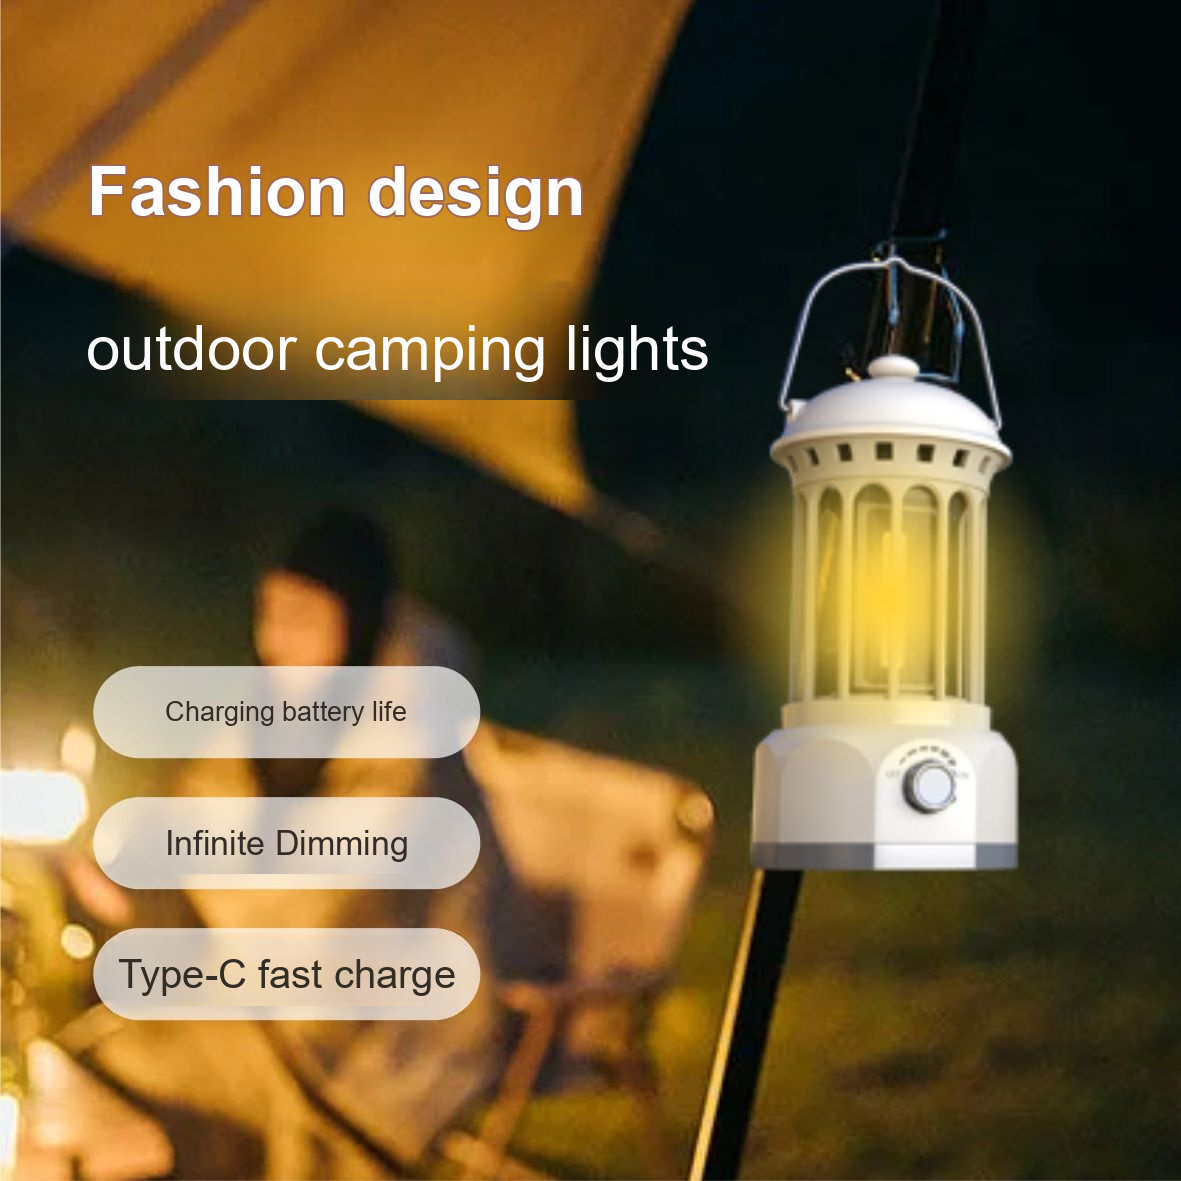 Fashion design
outdoor camping lights
Charging battery life
Infinite Dimming
Type-C fast charge